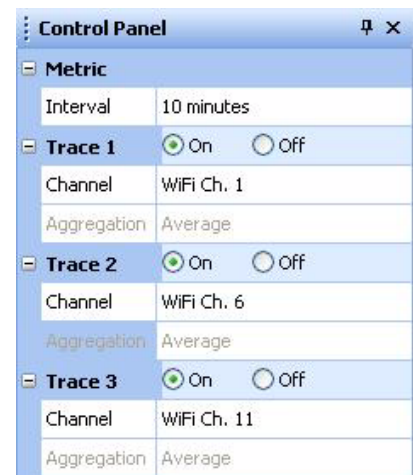 Control Panel
Metric
Interval 10 minutes
Trace 1 On Off
Channel WiFi Ch. 1
Aggregation Average
Trace 2 On Off
Channel WiFi Ch. 6
Aggregation Average
Trace 3 On Off
Channel WiFi Ch. 11
Aggregation Average